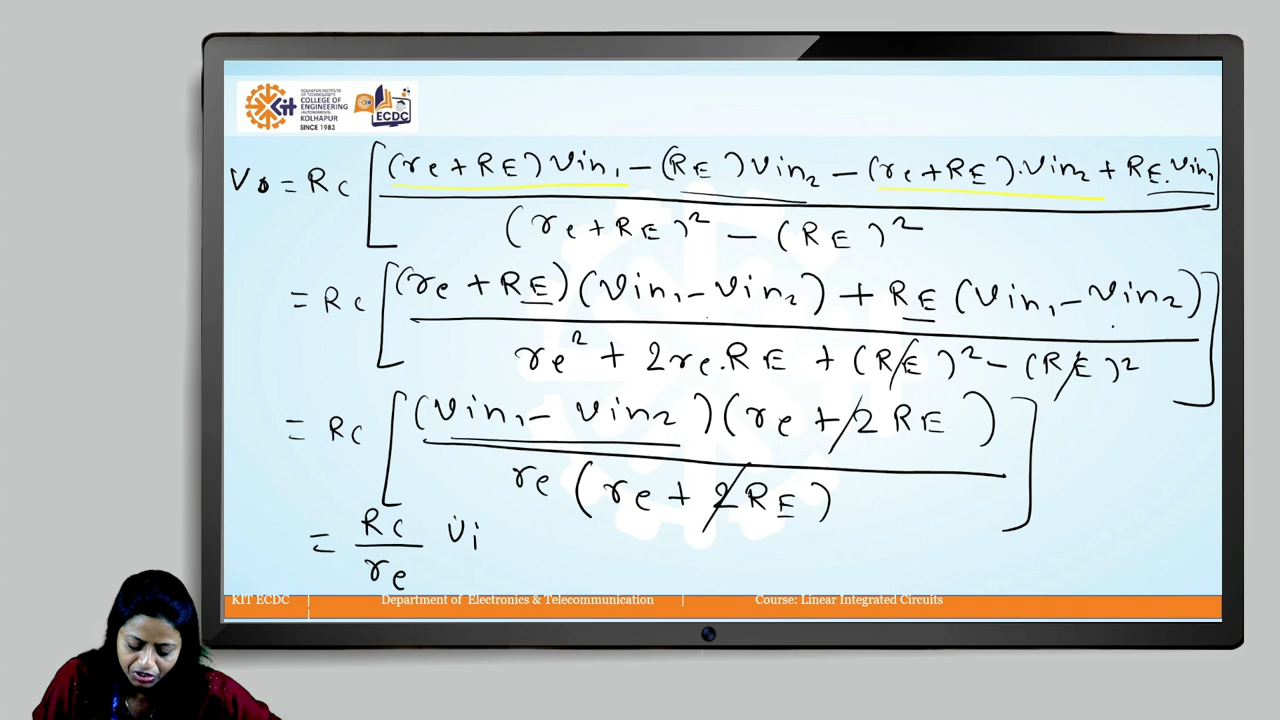 KOLHAPUR INSTITUTE
OF TECHNOLOGY'S
COLLEGE OF
ENGINEERING
(AUTONOMOUS)
KOLHAPUR
SINCE 1983
Kit
ECDC
Vo = Rc [ (re + RE) Vin1 - (RE) Vin2 - (re + RE).Vin2 + RE.Vin1 ]
(re + RE)² - (RE)²
= Rc [ (re + RE)(Vin1 - Vin2) + RE (Vin1 - Vin2) ]
re² + 2re.RE + (RE)² - (RE)²
= Rc [ (Vin1 - Vin2)(re + 2RE) ]
re (re + 2RE)
= Rc Vi
re
KIT ECDC | Department of Electronics & Telecommunication | Course: Linear Integrated Circuits
|